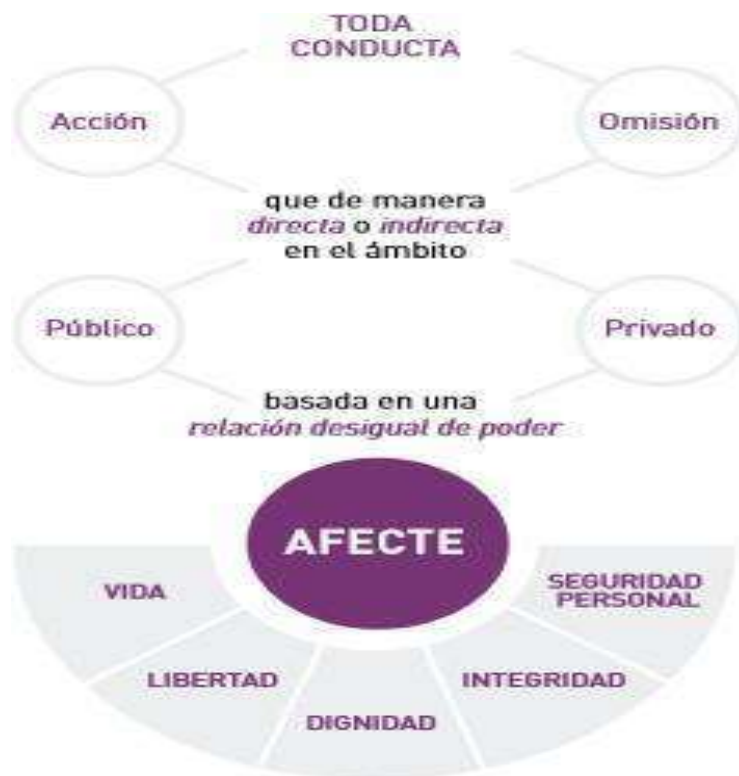 TODA
CONDUCTA
Acción
Omisión
que de manera
directa o indirecta
en el ámbito
Público
Privado
basada en una
relación desigual de poder
AFECTE
VIDA
LIBERTAD
DIGNIDAD
INTEGRIDAD
SEGURIDAD
PERSONAL